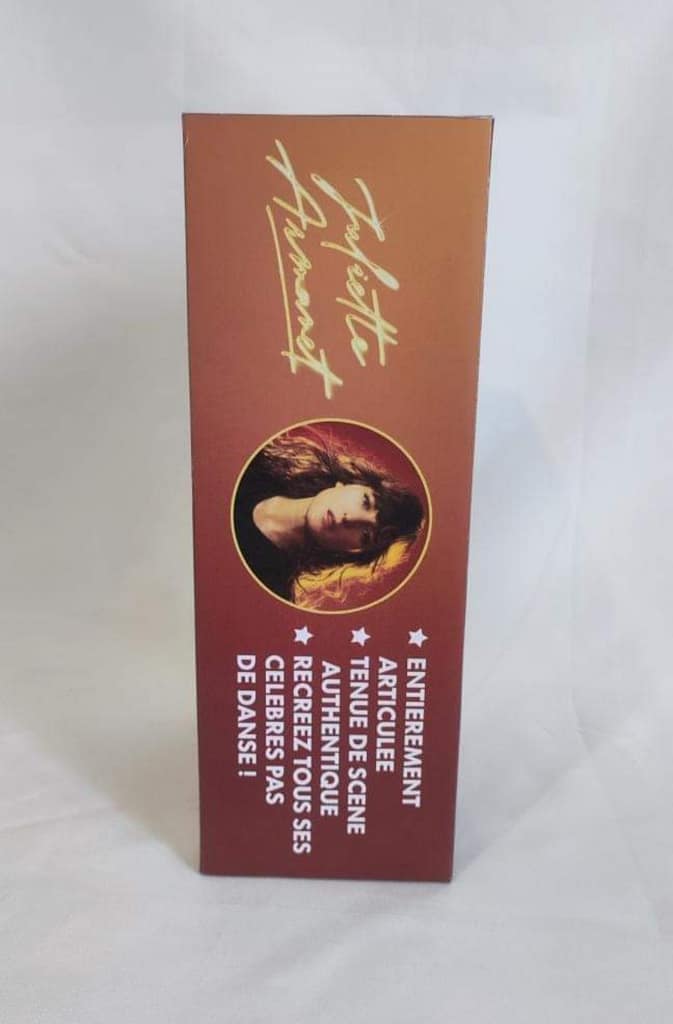 Juliette
Armanet
★ ENTIEREMENT
ARTICULEE
★ TENUE DE SCENE
AUTHENTIQUE
★ RECREEZ TOUS SES
CELEBRES PAS
DE DANSE !